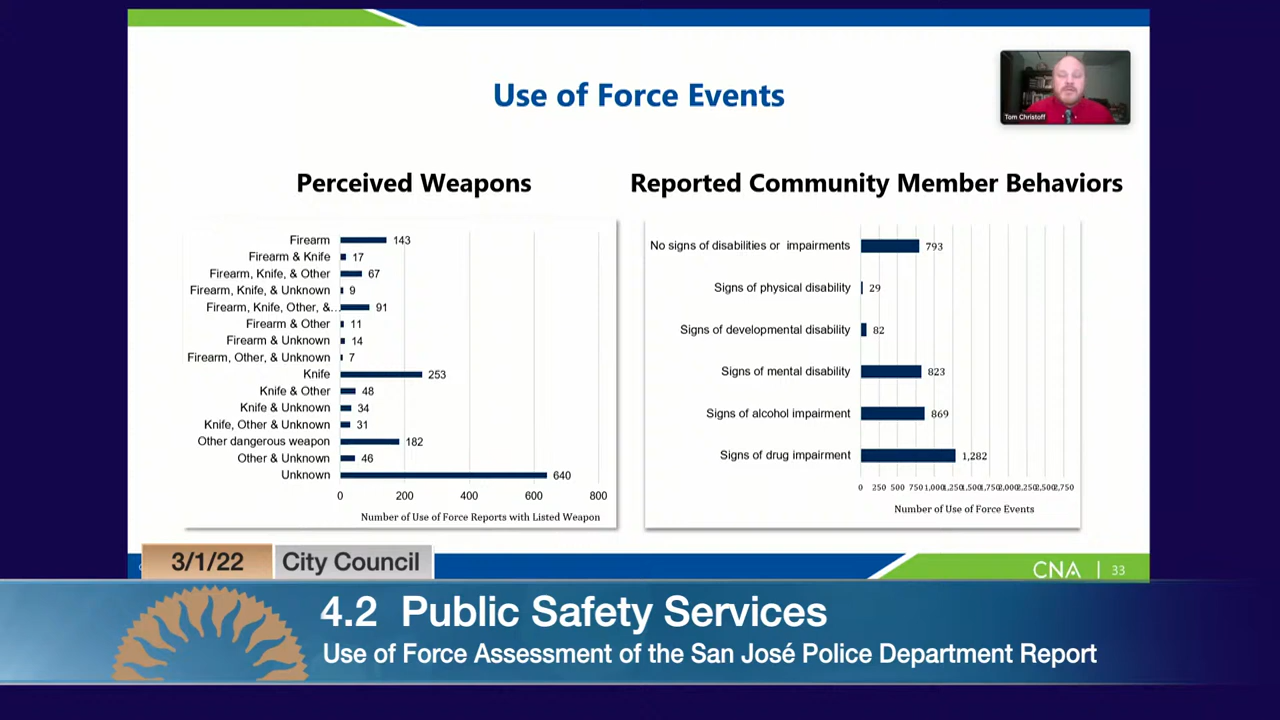 Use of Force Events
Tom Christoff
Perceived Weapons
Firearm 143
Firearm & Knife 17
Firearm, Knife, & Other 67
Firearm, Knife, & Unknown 9
Firearm, Knife, Other, &... 91
Firearm & Other 11
Firearm & Unknown 14
Firearm, Other, & Unknown 7
Knife 253
Knife & Other 48
Knife & Unknown 34
Knife, Other & Unknown 31
Other dangerous weapon 182
Other & Unknown 46
Unknown 640
0 200 400 600 800
Number of Use of Force Reports with Listed Weapon
Reported Community Member Behaviors
No signs of disabilities or impairments 793
Signs of physical disability 29
Signs of developmental disability 82
Signs of mental disability 823
Signs of alcohol impairment 869
Signs of drug impairment 1,282
0 250 500 750 1,000 1,250 1,500 1,750 2,000 2,250 2,500 2,750
Number of Use of Force Events
CNA | 33
3/1/22 City Council
4.2 Public Safety Services
Use of Force Assessment of the San José Police Department Report